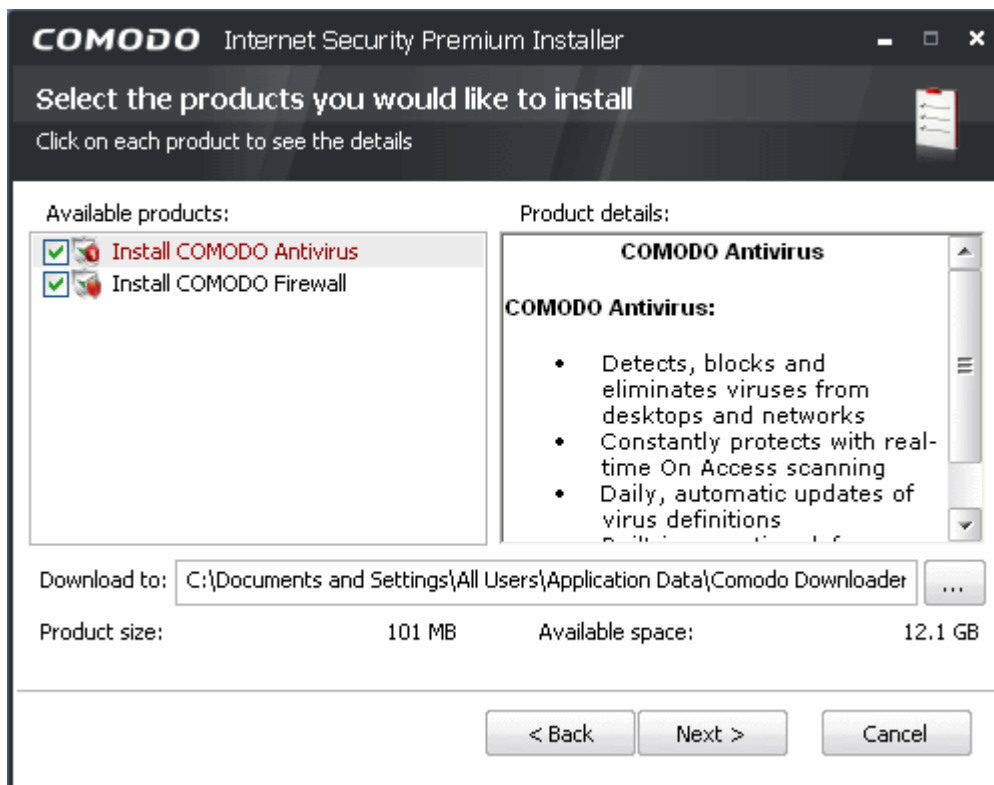 COMODO Internet Security Premium Installer
Select the products you would like to install
Click on each product to see the details
Available products:
Install COMODO Antivirus
Install COMODO Firewall
Product details:
COMODO Antivirus
COMODO Antivirus:
• Detects, blocks and
eliminates viruses from
desktops and networks
• Constantly protects with real-
time On Access scanning
• Daily, automatic updates of
virus definitions
Download to: C:\Documents and Settings\All Users\Application Data\Comodo Downloader ...
Product size: 101 MB Available space: 12.1 GB
< Back Next > Cancel